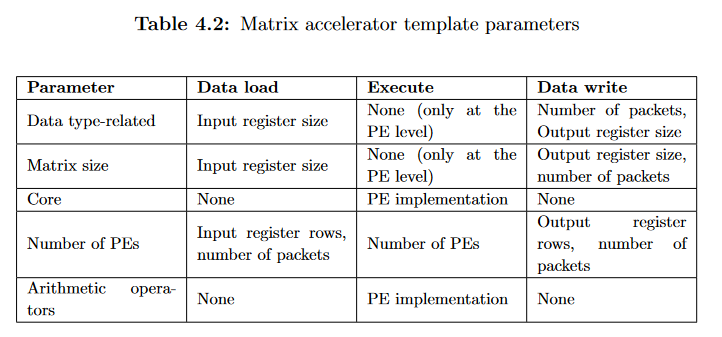 Table 4.2: Matrix accelerator template parameters
Parameter Data load Execute Data write
Data type-related Input register size None (only at the PE level) Number of packets, Output register size
Matrix size Input register size None (only at the PE level) Output register size, number of packets
Core None PE implementation None
Number of PEs Input register rows, number of packets Number of PEs Output register rows, number of packets
Arithmetic opera-tors None PE implementation None